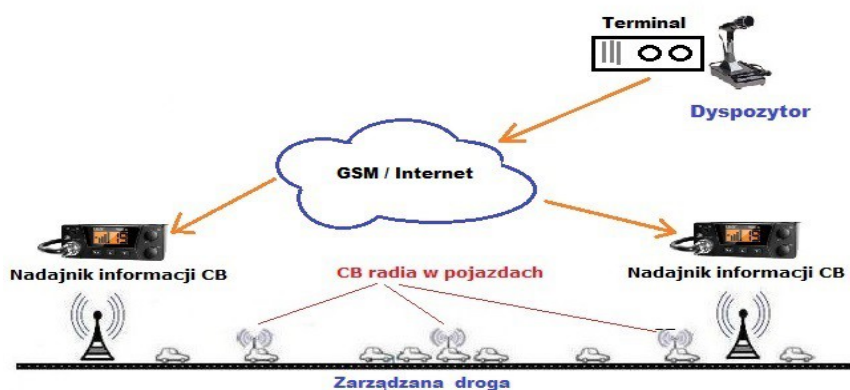 Terminal
Dyspozytor
GSM / Internet
Nadajnik informacji CB
CB radia w pojazdach
Nadajnik informacji CB
Zarządzana droga